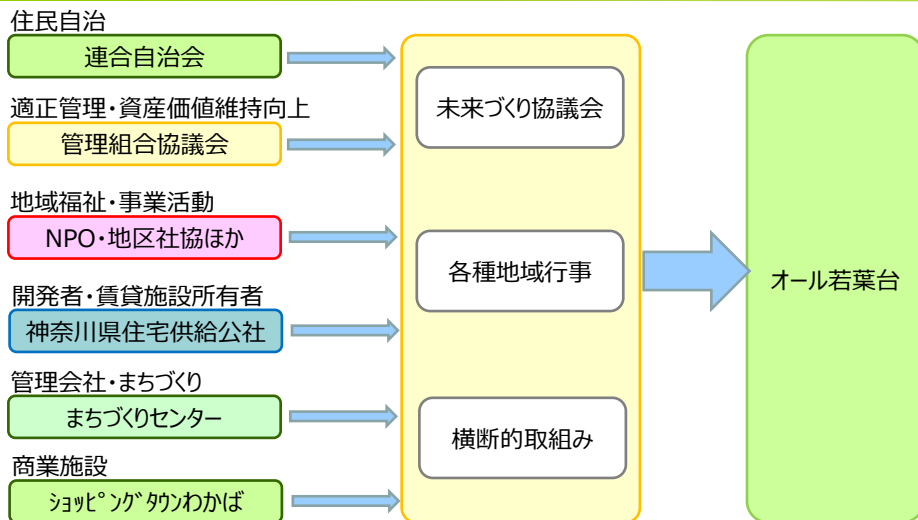 住民自治
連合自治会
適正管理・資産価値維持向上
管理組合協議会
地域福祉・事業活動
NPO・地区社協ほか
開発者・賃貸施設所有者
神奈川県住宅供給公社
管理会社・まちづくり
まちづくりセンター
商業施設
ｼｮｯﾋﾟﾝｸﾞﾀｳﾝわかば
未来づくり協議会
各種地域行事
横断的取組み
オール若葉台